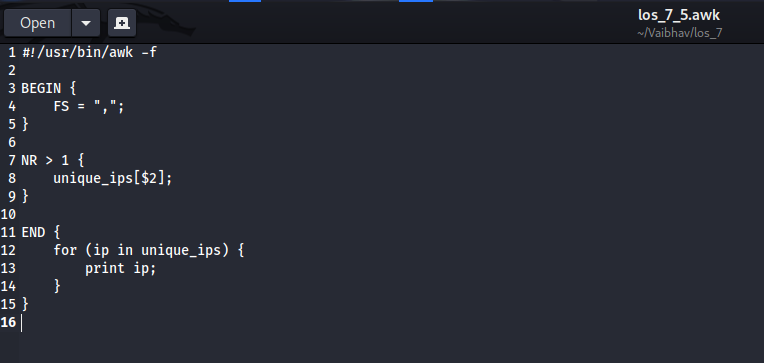 Open
los_7_5.awk
~/Vaibhav/los_7
1 #!/usr/bin/awk -f
2
3 BEGIN {
4     FS = ",";
5 }
6
7 NR > 1 {
8     unique_ips[$2];
9 }
10
11 END {
12     for (ip in unique_ips) {
13         print ip;
14     }
15 }
16